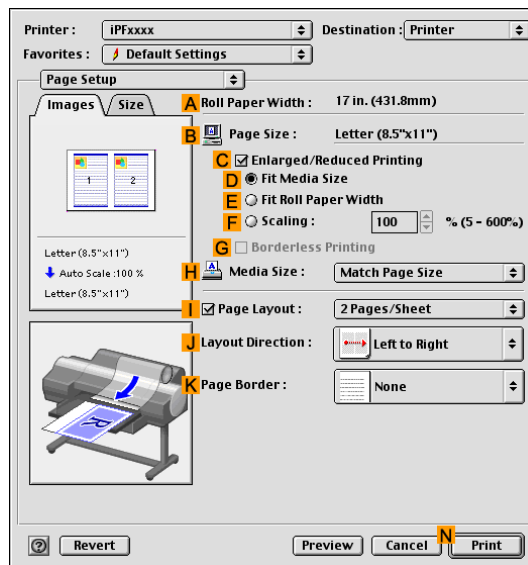 Printer : iPFxxxx Destination : Printer
Favorites : Default Settings
Page Setup
Images Size
A Roll Paper Width : 17 in. (431.8mm)
B Page Size : Letter (8.5"x11")
C Enlarged/Reduced Printing
D Fit Media Size
E Fit Roll Paper Width
F Scaling : 100 % (5 - 600%)
G Borderless Printing
1 2
Letter (8.5"x11")
Auto Scale :100 %
Letter (8.5"x11")
H Media Size : Match Page Size
I Page Layout : 2 Pages/Sheet
J Layout Direction : Left to Right
K Page Border : None
R
? Revert Preview Cancel N Print